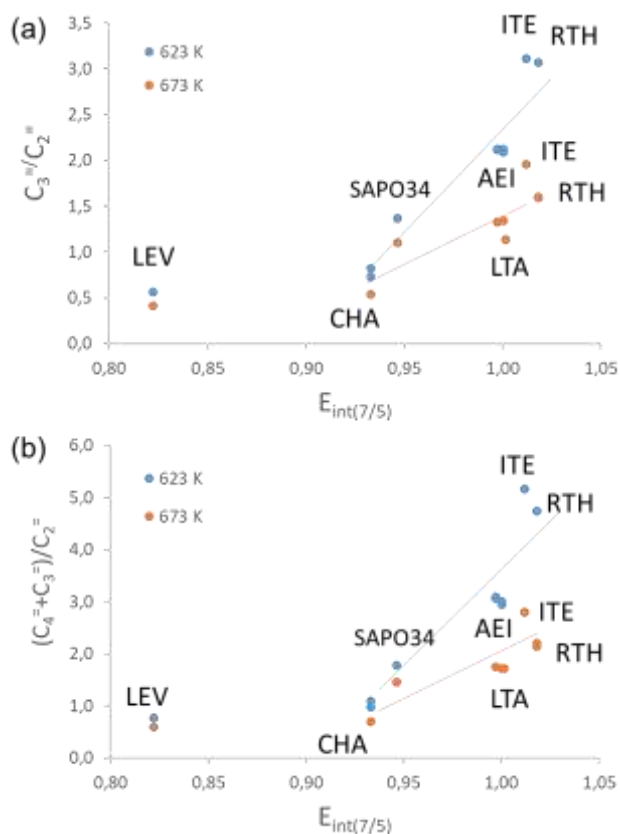 (a)
3,5
3,0
2,5
2,0
1,5
1,0
0,5
0,0
C3=/C2=
623 K
673 K
ITE
RTH
ITE
AEI
RTH
SAPO34
LTA
LEV
CHA
0,80 0,85 0,90 0,95 1,00 1,05
Eint(7/5)
(b)
6,0
5,0
4,0
3,0
2,0
1,0
0,0
(C4=+C3=)/C2=
623 K
673 K
ITE
RTH
ITE
AEI
SAPO34
RTH
LEV
LTA
CHA
0,80 0,85 0,90 0,95 1,00 1,05
Eint(7/5)